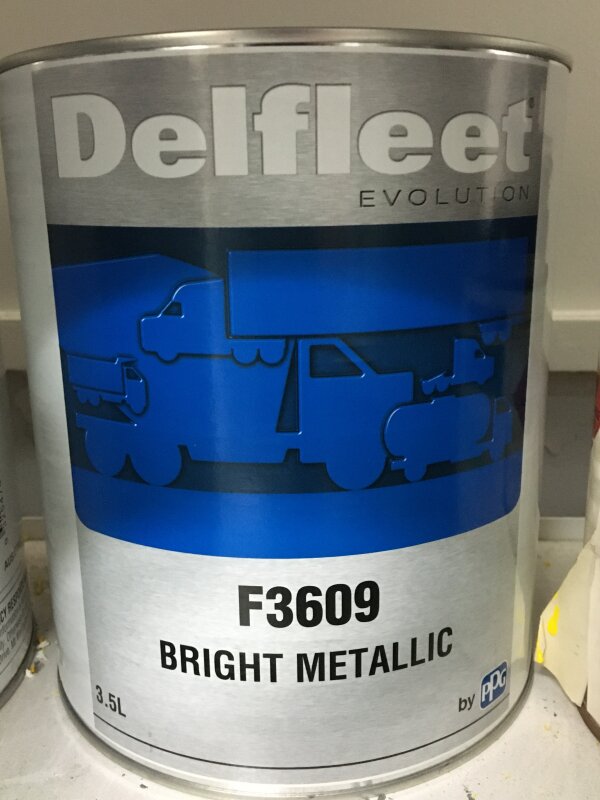 Delfleet
EVOLUTION
F3609
BRIGHT METALLIC
3.5L
by PPG